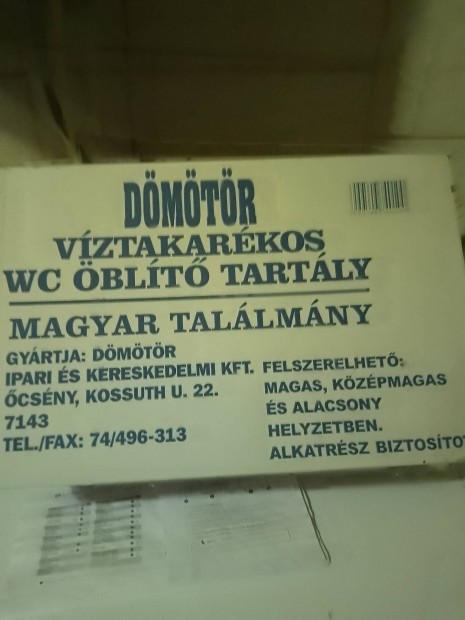 DÖMÖTÖR
VÍZTAKARÉKOS
WC ÖBLÍTŐ TARTÁLY
MAGYAR TALÁLMÁNY
GYÁRTJA: DÖMÖTÖR
IPARI ÉS KERESKEDELMI KFT.
ŐCSÉNY, KOSSUTH U. 22.
7143
TEL./FAX: 74/496-313
FELSZERELHETŐ:
MAGAS, KÖZÉPMAGAS
ÉS ALACSONY
HELYZETBEN.
ALKATRÉSZ